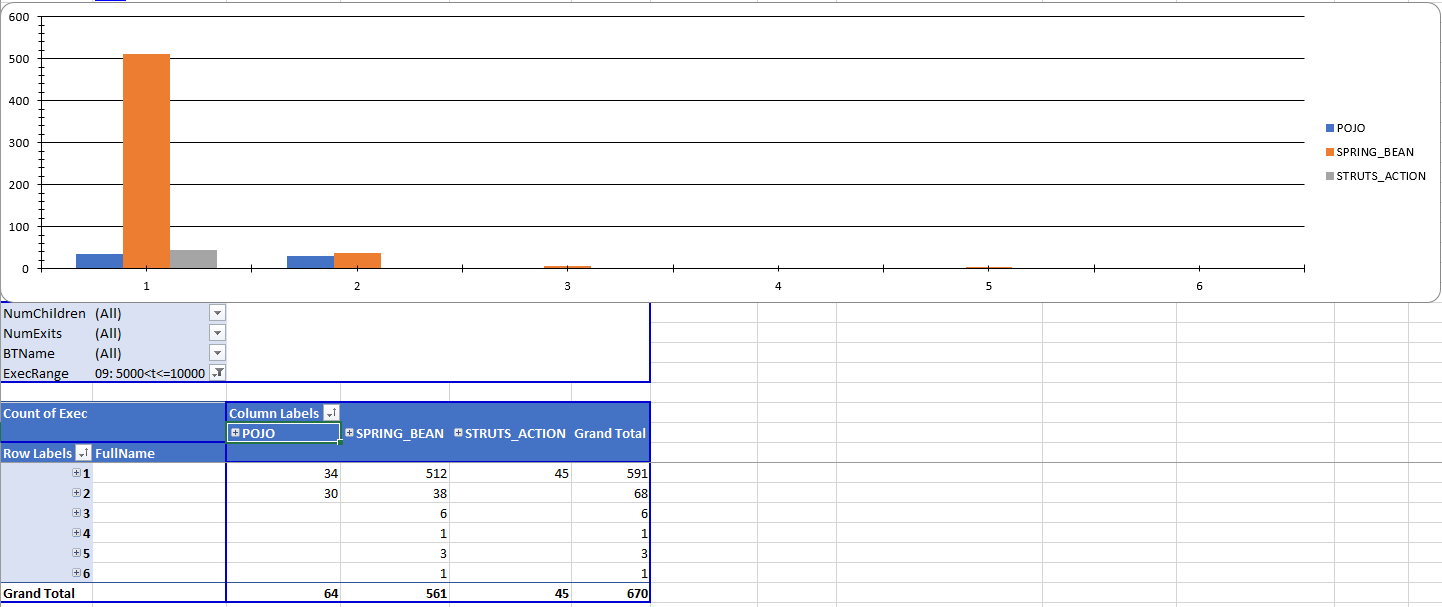 600
500
400
300
200
100
0
1 2 3 4 5 6
POJO
SPRING_BEAN
STRUTS_ACTION
NumChildren (All)
NumExits (All)
BTName (All)
ExecRange 09: 5000<t<=10000
Count of Exec Column Labels
POJO SPRING_BEAN STRUTS_ACTION Grand Total
Row Labels FullName
1 34 512 45 591
2 30 38 68
3 6 6
4 1 1
5 3 3
6 1 1
Grand Total 64 561 45 670